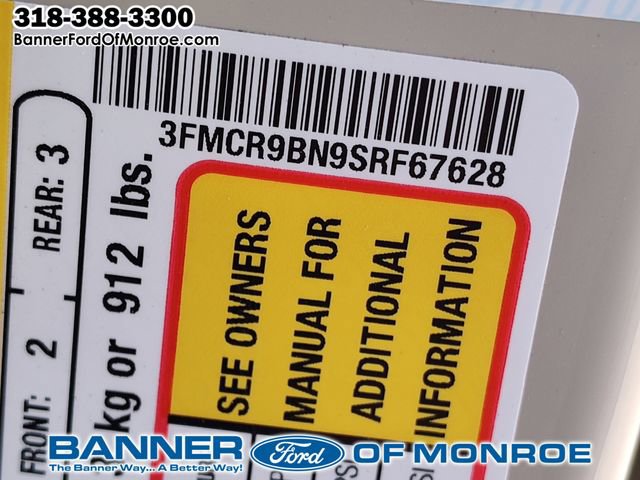 318-388-3300
BannerFordOfMonroe.com
3FMCR9BN9SRF67628
FRONT: 2 REAR: 3
kg or 912 lbs.
SEE OWNERS
MANUAL FOR
ADDITIONAL
INFORMATION
BANNER Ford OF MONROE
The Banner Way... A Better Way!